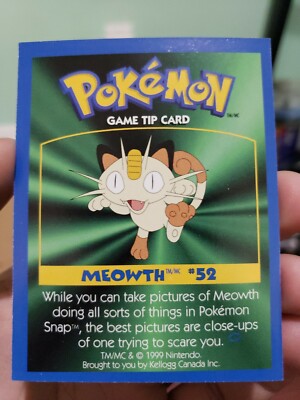 POKéMON
TM/MC
GAME TIP CARD
MEOWTH TM/MC #52
While you can take pictures of Meowth
doing all sorts of things in Pokémon
Snap™, the best pictures are close-ups
of one trying to scare you.
TM/MC & © 1999 Nintendo.
Brought to you by Kellogg Canada Inc.